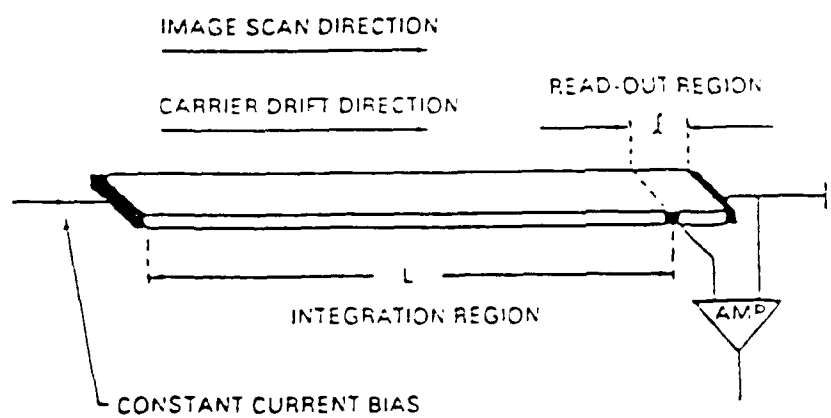 IMAGE SCAN DIRECTION
CARRIER DRIFT DIRECTION
READ-OUT REGION
ℓ
L
INTEGRATION REGION
AMP
CONSTANT CURRENT BIAS